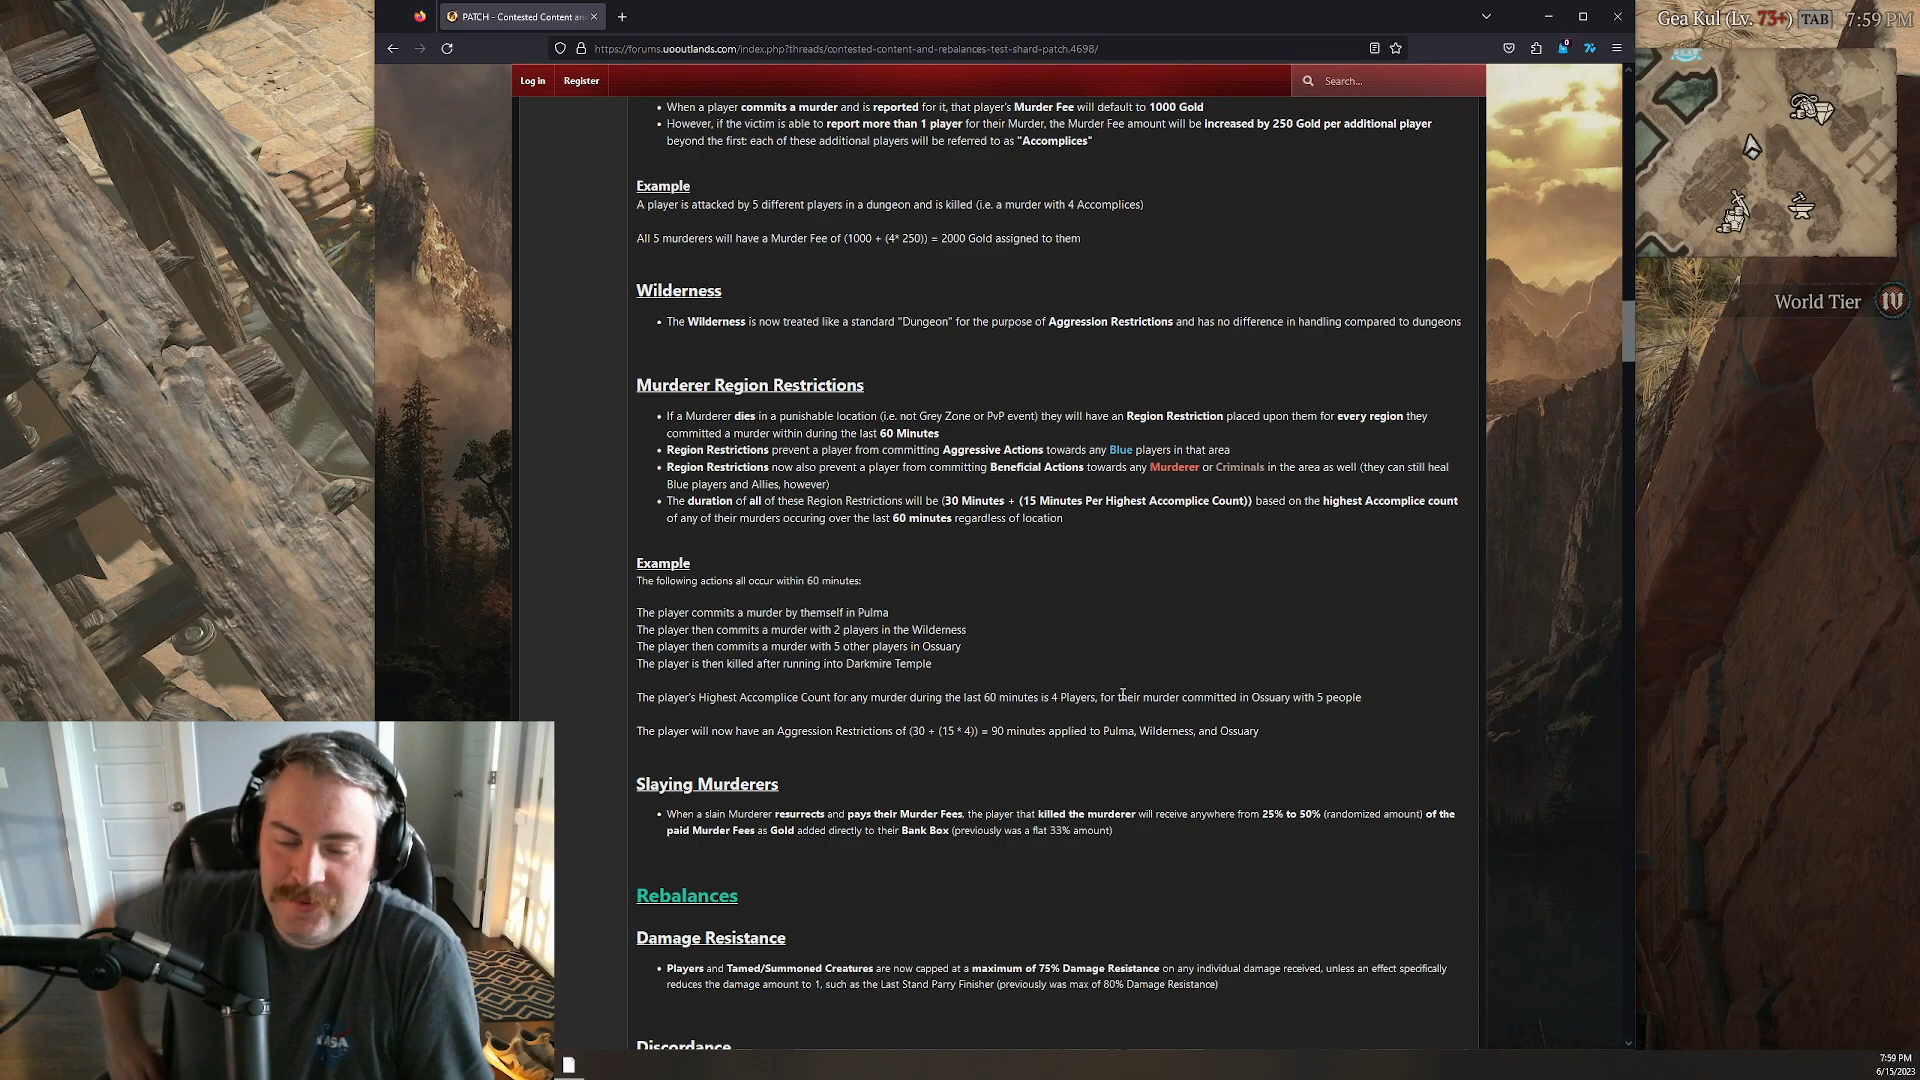 PATCH - Contested Content an
Gea Kul (Lv. 73+) TAB 7:59 PM
https://forums.uooutlands.com/index.php?threads/contested-content-and-rebalances-test-shard-patch.4698/
Log in Register Search...
When a player commits a murder and is reported for it, that player's Murder Fee will default to 1000 Gold
However, if the victim is able to report more than 1 player for their Murder, the Murder Fee amount will be increased by 250 Gold per additional player
beyond the first: each of these additional players will be referred to as "Accomplices"
Example
A player is attacked by 5 different players in a dungeon and is killed (i.e. a murder with 4 Accomplices)
All 5 murderers will have a Murder Fee of (1000 + (4* 250)) = 2000 Gold assigned to them
Wilderness
The Wilderness is now treated like a standard "Dungeon" for the purpose of Aggression Restrictions and has no difference in handling compared to dungeons
World Tier IV
Murderer Region Restrictions
If a Murderer dies in a punishable location (i.e. not Grey Zone or PvP event) they will have an Region Restriction placed upon them for every region they
committed a murder within during the last 60 Minutes
Region Restrictions prevent a player from committing Aggressive Actions towards any Blue players in that area
Region Restrictions now also prevent a player from committing Beneficial Actions towards any Murderer or Criminals in the area as well (they can still heal
Blue players and Allies, however)
The duration of all of these Region Restrictions will be (30 Minutes + (15 Minutes Per Highest Accomplice Count)) based on the highest Accomplice count
of any of their murders occuring over the last 60 minutes regardless of location
Example
The following actions all occur within 60 minutes:
The player commits a murder by themself in Pulma
The player then commits a murder with 2 players in the Wilderness
The player then commits a murder with 5 other players in Ossuary
The player is then killed after running into Darkmire Temple
The player's Highest Accomplice Count for any murder during the last 60 minutes is 4 Players, for their murder committed in Ossuary with 5 people
The player will now have an Aggression Restrictions of (30 + (15 * 4)) = 90 minutes applied to Pulma, Wilderness, and Ossuary
Slaying Murderers
When a slain Murderer resurrects and pays their Murder Fees, the player that killed the murderer will receive anywhere from 25% to 50% (randomized amount) of the
paid Murder Fees as Gold added directly to their Bank Box (previously was a flat 33% amount)
Rebalances
Damage Resistance
Players and Tamed/Summoned Creatures are now capped at a maximum of 75% Damage Resistance on any individual damage received, unless an effect specifically
reduces the damage amount to 1, such as the Last Stand Parry Finisher (previously was max of 80% Damage Resistance)
Discordance
NASA
7:59 PM
6/15/2023